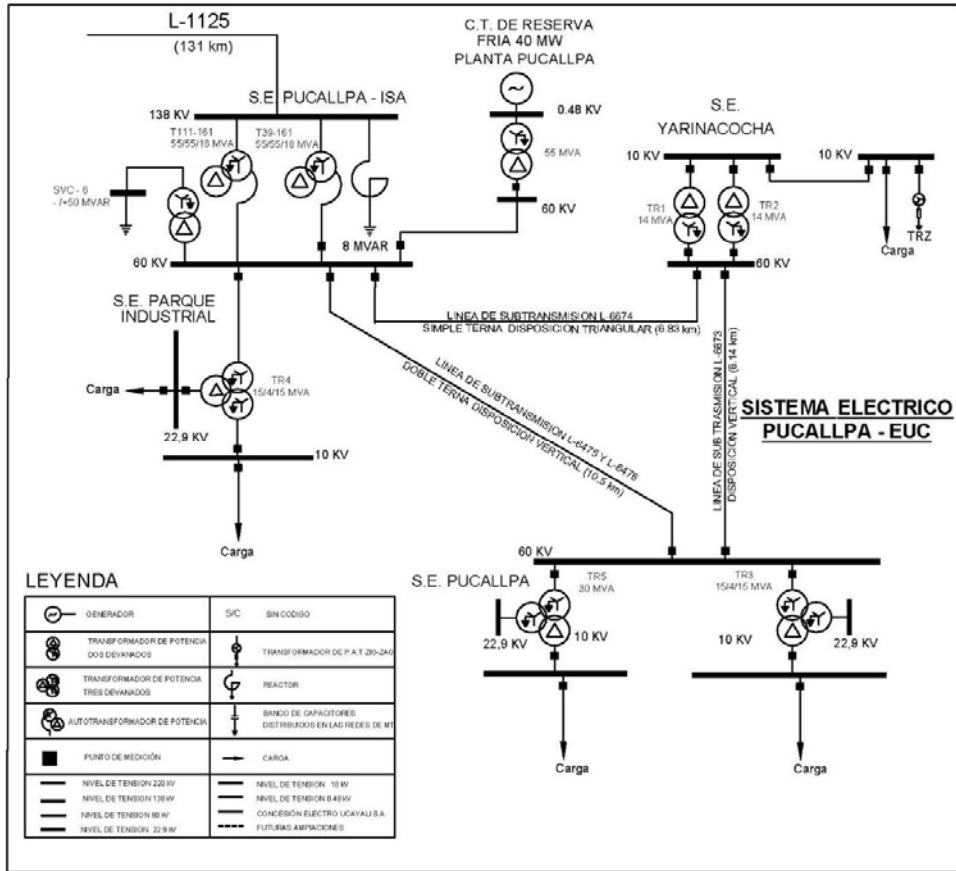 L-1125
(131 km)
C.T. DE RESERVA
FRIA 40 MW
PLANTA PUCALLPA
S.E. PUCALLPA - ISA
138 KV
0.48 KV
S.E.
YARINACOCHA
T111-161
55/55/18 MVA
T39-161
55/55/18 MVA
55 MVA
10 KV
10 KV
SVC - 6
- /+50 MVAR
TR1
14 MVA
TR2
14 MVA
60 KV
8 MVAR
Carga
TRZ
60 KV
60 KV
S.E. PARQUE
INDUSTRIAL
LINEA DE SUBTRANSMISION L-6674
SIMPLE TERNA DISPOSICION TRIANGULAR (6.83 km)
LINEA DE SUBTRANSMISION L-6475 Y L-6476
DOBLE TERNA DISPOSICION VERTICAL (10.5 km)
LINEA DE SUBTRASMISION L-6673
DISPOSICION VERTICAL (6.14 km)
Carga
TR4
15/4/15 MVA
SISTEMA ELECTRICO
PUCALLPA - EUC
22,9 KV
10 KV
Carga
60 KV
S.E. PUCALLPA
TR5
30 MVA
TR3
15/4/15 MVA
22,9 KV
10 KV
10 KV
22,9 KV
Carga
Carga
LEYENDA
GENERADOR
S/C
SIN CODIGO
TRANSFORMADOR DE POTENCIA
DOS DEVANADOS
TRANSFORMADOR DE P.A.T ZIG-ZAG
TRANSFORMADOR DE POTENCIA
TRES DEVANADOS
REACTOR
AUTOTRANSFORMADOR DE POTENCIA
BANCO DE CAPACITORES
DISTRIBUIDOS EN LAS REDES DE MT
PUNTO DE MEDICIÓN
CARGA
NIVEL DE TENSION 220 kV
NIVEL DE TENSION 10 kV
NIVEL DE TENSION 138 kV
NIVEL DE TENSION 0.48 kV
NIVEL DE TENSION 60 kV
CONCESIÓN ELECTRO UCAYALI S.A.
NIVEL DE TENSION 22.9 kV
FUTURAS AMPIACIONES